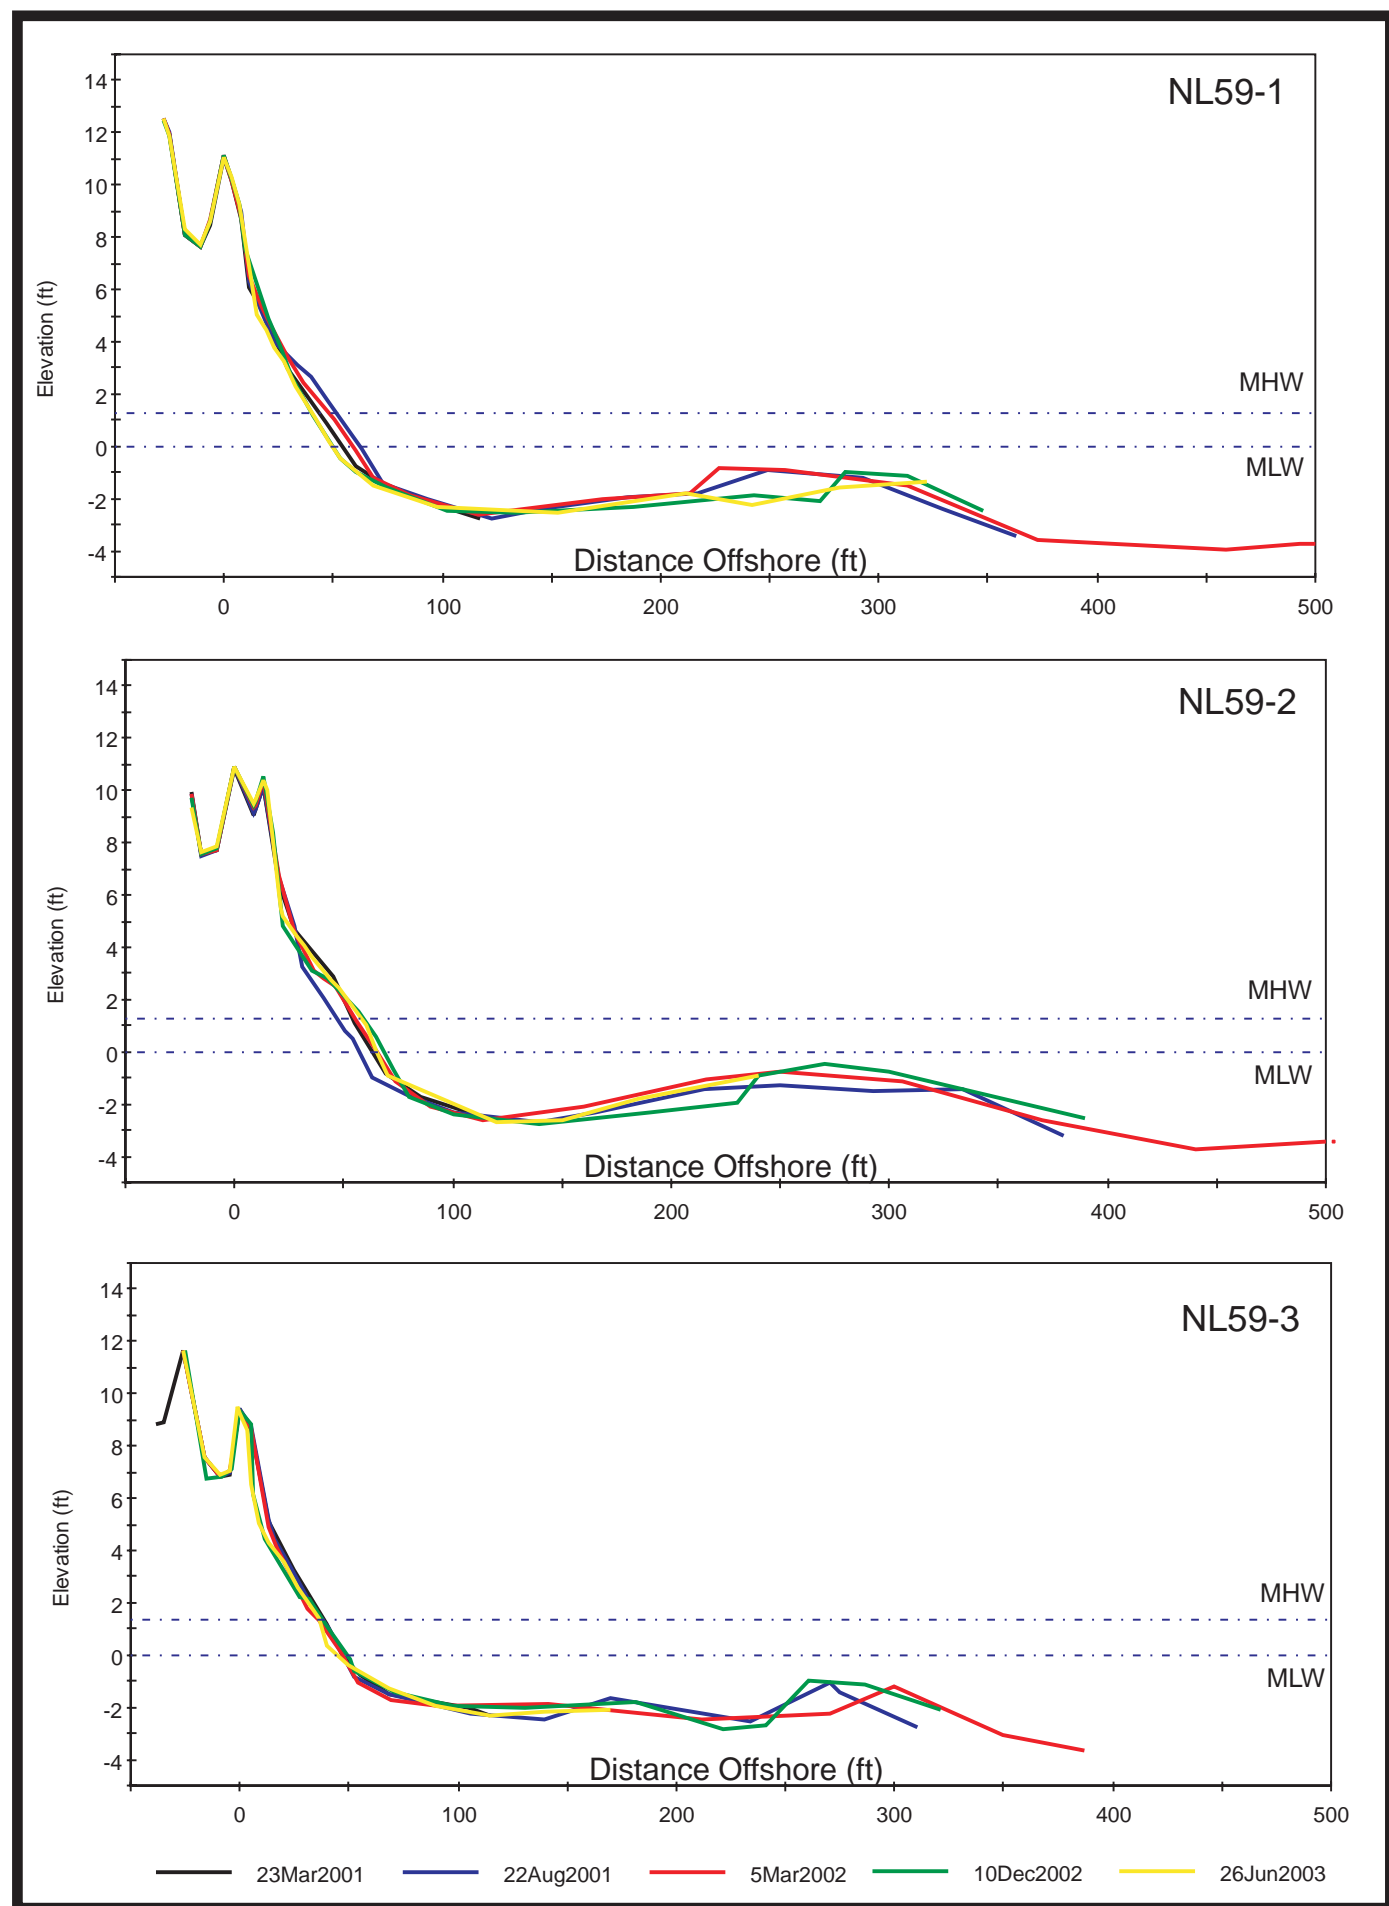 NL59-1
14
12
10
8
6
4
2
0
-2
-4
Elevation (ft)
MHW
MLW
Distance Offshore (ft)
0 100 200 300 400 500
NL59-2
14
12
10
8
6
4
2
0
-2
-4
Elevation (ft)
MHW
MLW
Distance Offshore (ft)
0 100 200 300 400 500
NL59-3
14
12
10
8
6
4
2
0
-2
-4
Elevation (ft)
MHW
MLW
Distance Offshore (ft)
0 100 200 300 400 500
23Mar2001 22Aug2001 5Mar2002 10Dec2002 26Jun2003